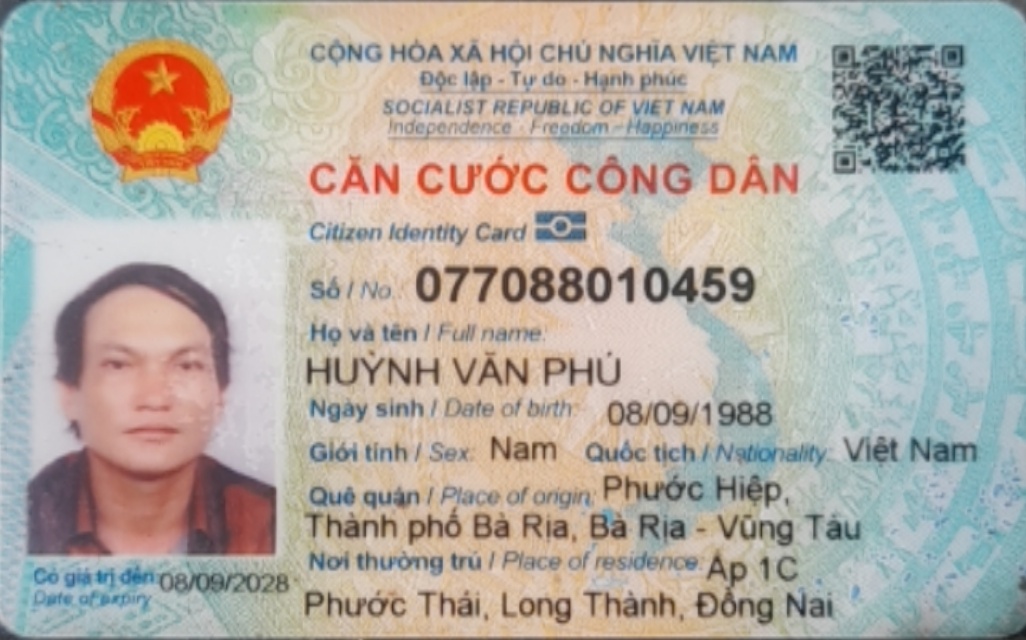 CỘNG HÒA XÃ HỘI CHỦ NGHĨA VIỆT NAM
Độc lập - Tự do - Hạnh phúc
SOCIALIST REPUBLIC OF VIET NAM
Independence - Freedom - Happiness
CĂN CƯỚC CÔNG DÂN
Citizen Identity Card
Số / No.: 077088010459
Họ và tên / Full name:
HUỲNH VĂN PHÚ
Ngày sinh / Date of birth: 08/09/1988
Giới tính / Sex: Nam Quốc tịch / Nationality: Việt Nam
Quê quán / Place of origin: Phước Hiệp,
Thành phố Bà Rịa, Bà Rịa - Vũng Tàu
Nơi thường trú / Place of residence: Ấp 1C
Phước Thái, Long Thành, Đồng Nai
Có giá trị đến: 08/09/2028
Date of expiry